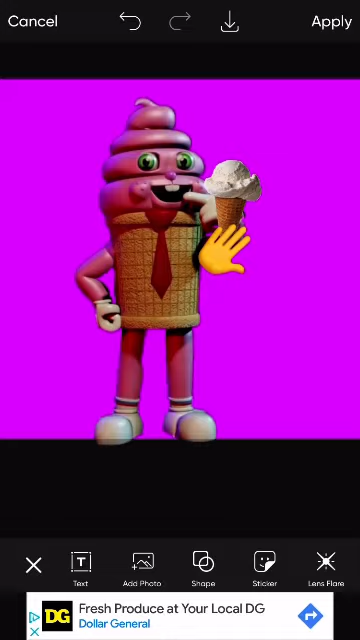 Cancel
Apply
Text
Add Photo
Shape
Sticker
Lens Flare
DG
Fresh Produce at Your Local DG
Dollar General